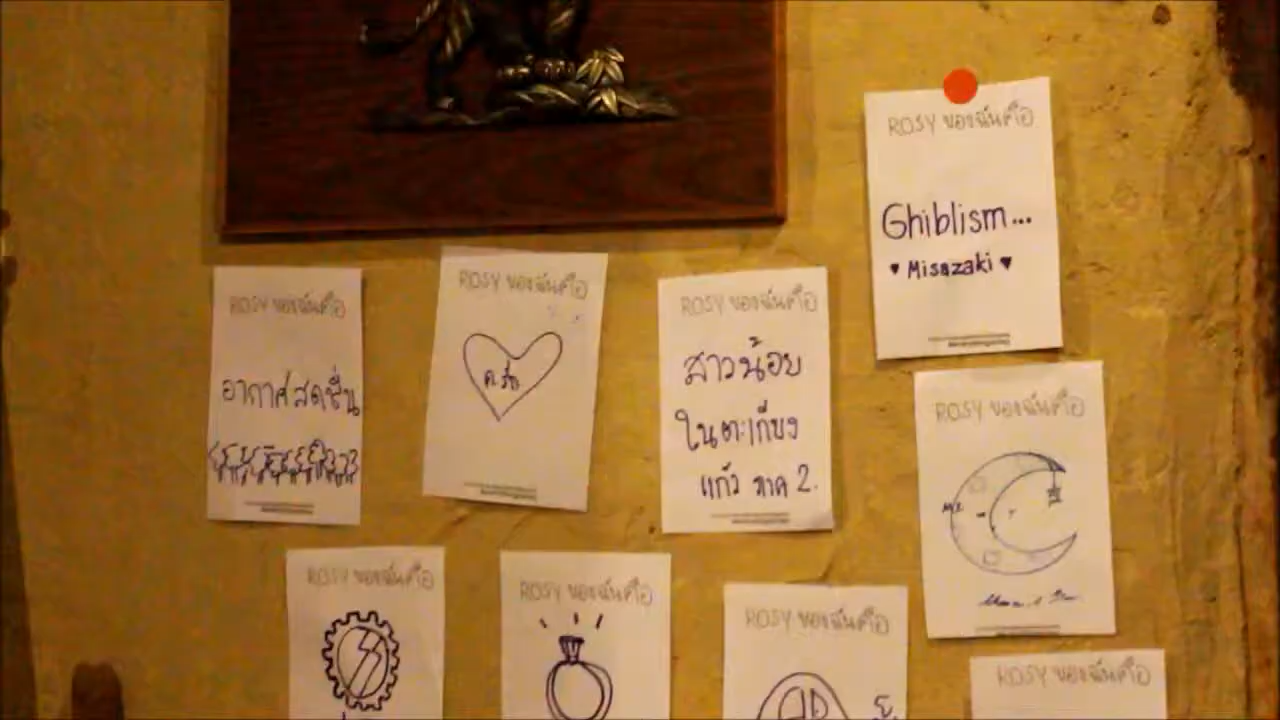 ROSY ของฉันคือ
Ghiblism...
♥ Misazaki ♥
ROSY ของฉันคือ
อากาศสดชื่น
ROSY ของฉันคือ
ROSY ของฉันคือ
สาวน้อย
ในตะเกียง
แก้ว ภาค 2.
ROSY ของฉันคือ
ROSY ของฉันคือ
ROSY ของฉันคือ
ROSY ของฉันคือ
ROSY ของฉันคือ